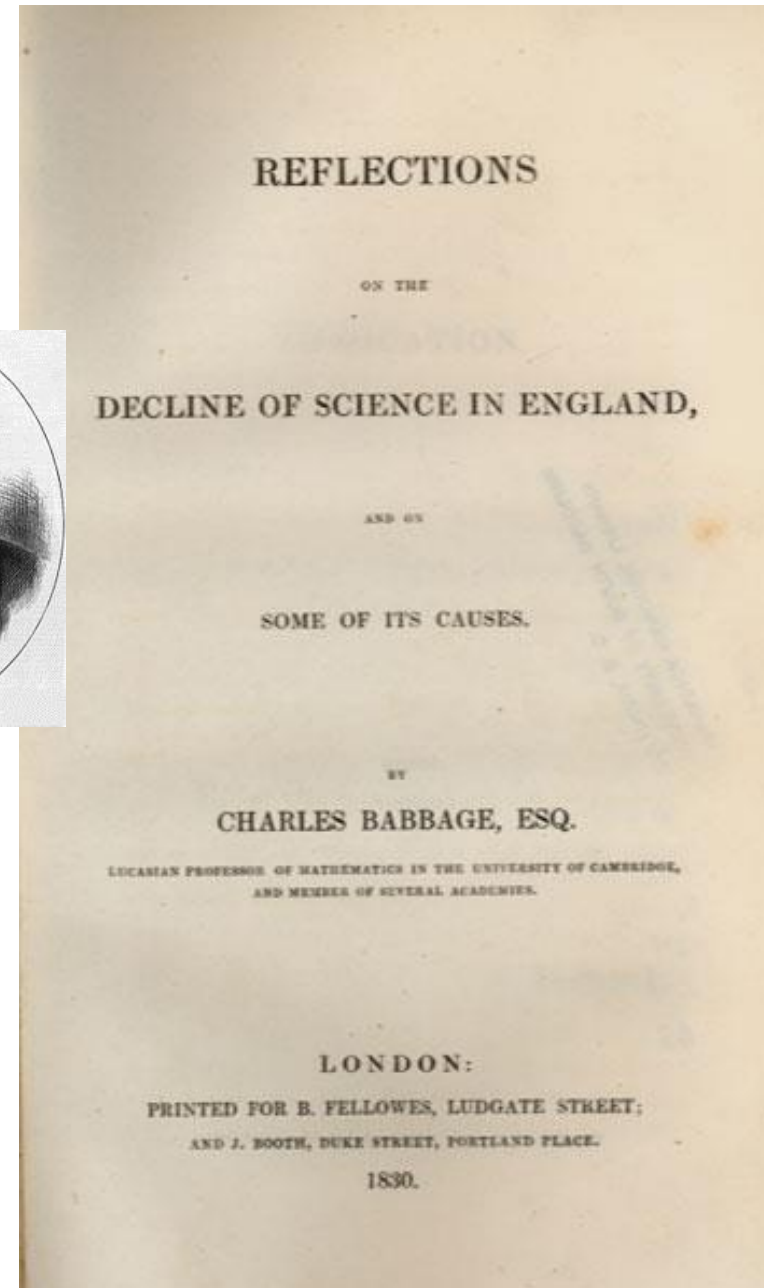 REFLECTIONS
ON THE
DECLINE OF SCIENCE IN ENGLAND,
AND ON
SOME OF ITS CAUSES.
BY
CHARLES BABBAGE, ESQ.
LUCASIAN PROFESSOR OF MATHEMATICS IN THE UNIVERSITY OF CAMBRIDGE,
AND MEMBER OF SEVERAL ACADEMIES.
LONDON:
PRINTED FOR B. FELLOWES, LUDGATE STREET;
AND J. BOOTH, DUKE STREET, PORTLAND PLACE.
1830.